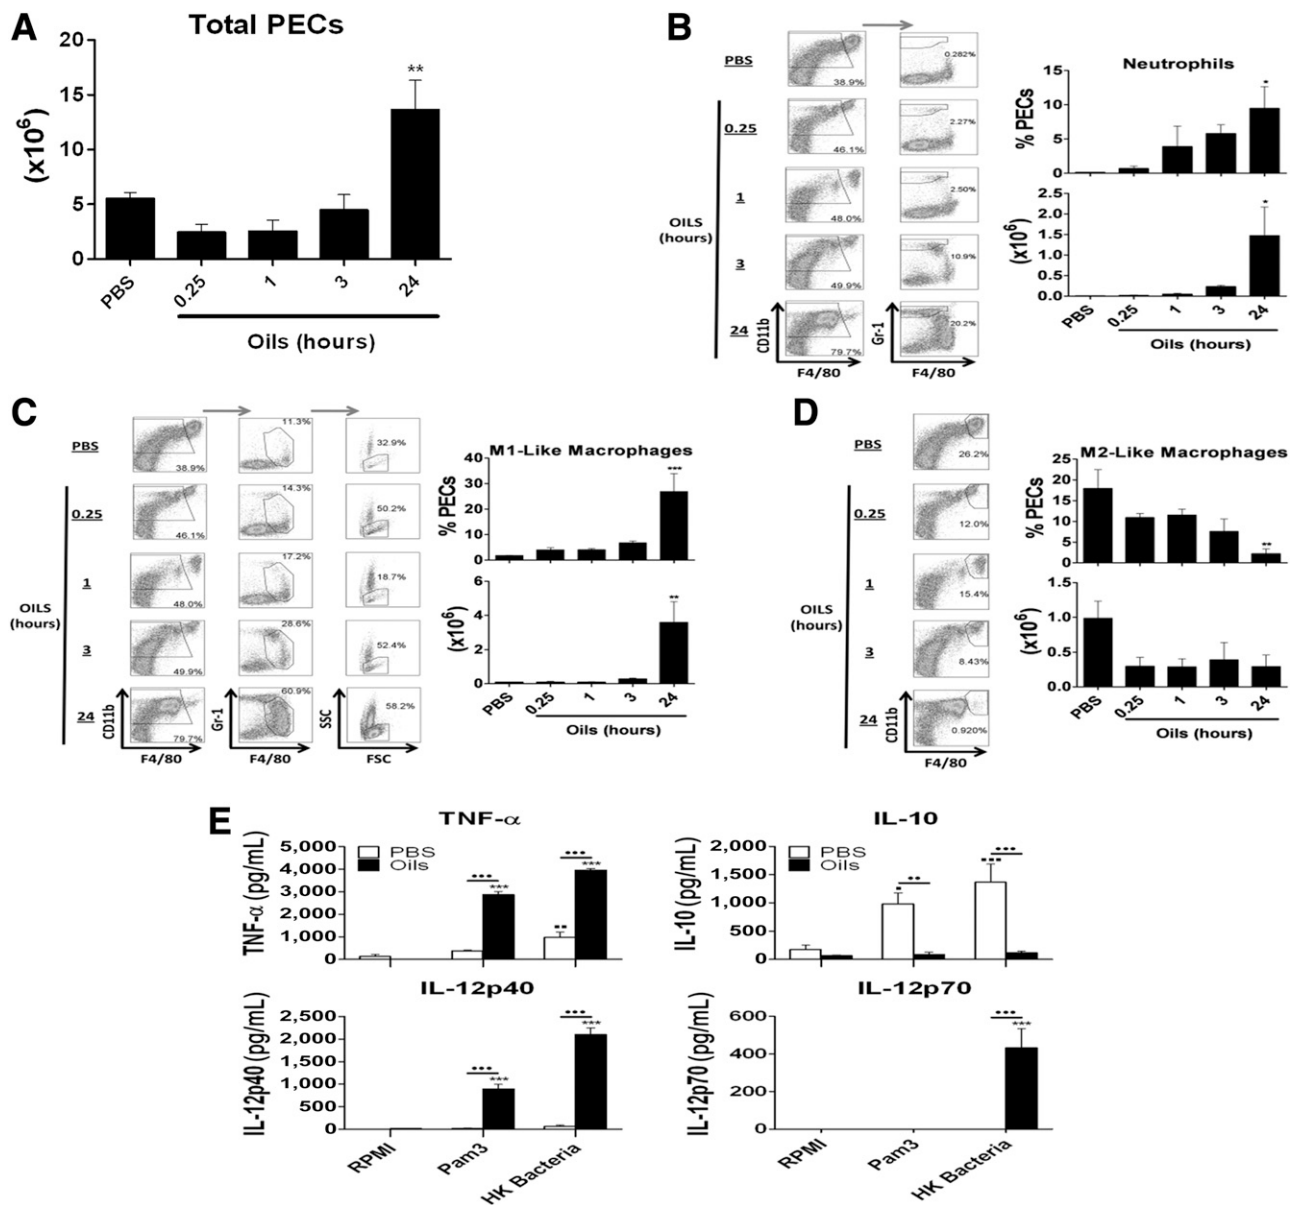 A
Total PECs
(x10⁶)
20
15
10
5
0
**
PBS
0.25
1
3
24
Oils (hours)
B
PBS
0.25
1
3
24
OILS
(hours)
38.9%
0.282%
46.1%
2.27%
48.0%
2.50%
49.9%
10.9%
79.7%
20.2%
CD11b
F4/80
Gr-1
F4/80
Neutrophils
% PECs
15
10
5
0
*
(x10⁶)
2.5
2.0
1.5
1.0
0.5
0.0
*
PBS
0.25
1
3
24
Oils (hours)
C
PBS
0.25
1
3
24
OILS
(hours)
38.9%
11.3%
32.9%
46.1%
14.3%
50.2%
48.0%
17.2%
18.7%
49.9%
28.6%
52.4%
79.7%
60.9%
58.2%
CD11b
F4/80
Gr-1
F4/80
SSC
FSC
M1-Like Macrophages
% PECs
40
30
20
10
0
***
(x10⁶)
6
4
2
0
**
PBS
0.25
1
3
24
Oils (hours)
D
PBS
0.25
1
3
24
OILS
(hours)
26.2%
12.0%
15.4%
8.43%
0.920%
CD11b
F4/80
M2-Like Macrophages
% PECs
25
20
15
10
5
0
**
(x10⁶)
1.5
1.0
0.5
0.0
PBS
0.25
1
3
24
Oils (hours)
E
TNF-α
TNF-α (pg/mL)
5,000
4,000
3,000
2,000
1,000
0
PBS
Oils
***
***
***
***
**
IL-10
IL-10 (pg/mL)
2,000
1,500
1,000
500
0
PBS
Oils
*
**
***
***
IL-12p40
IL-12p40 (pg/mL)
2,500
2,000
1,500
1,000
500
0
***
***
***
***
RPMI
Pam3
HK Bacteria
IL-12p70
IL-12p70 (pg/mL)
600
400
200
0
***
***
RPMI
Pam3
HK Bacteria